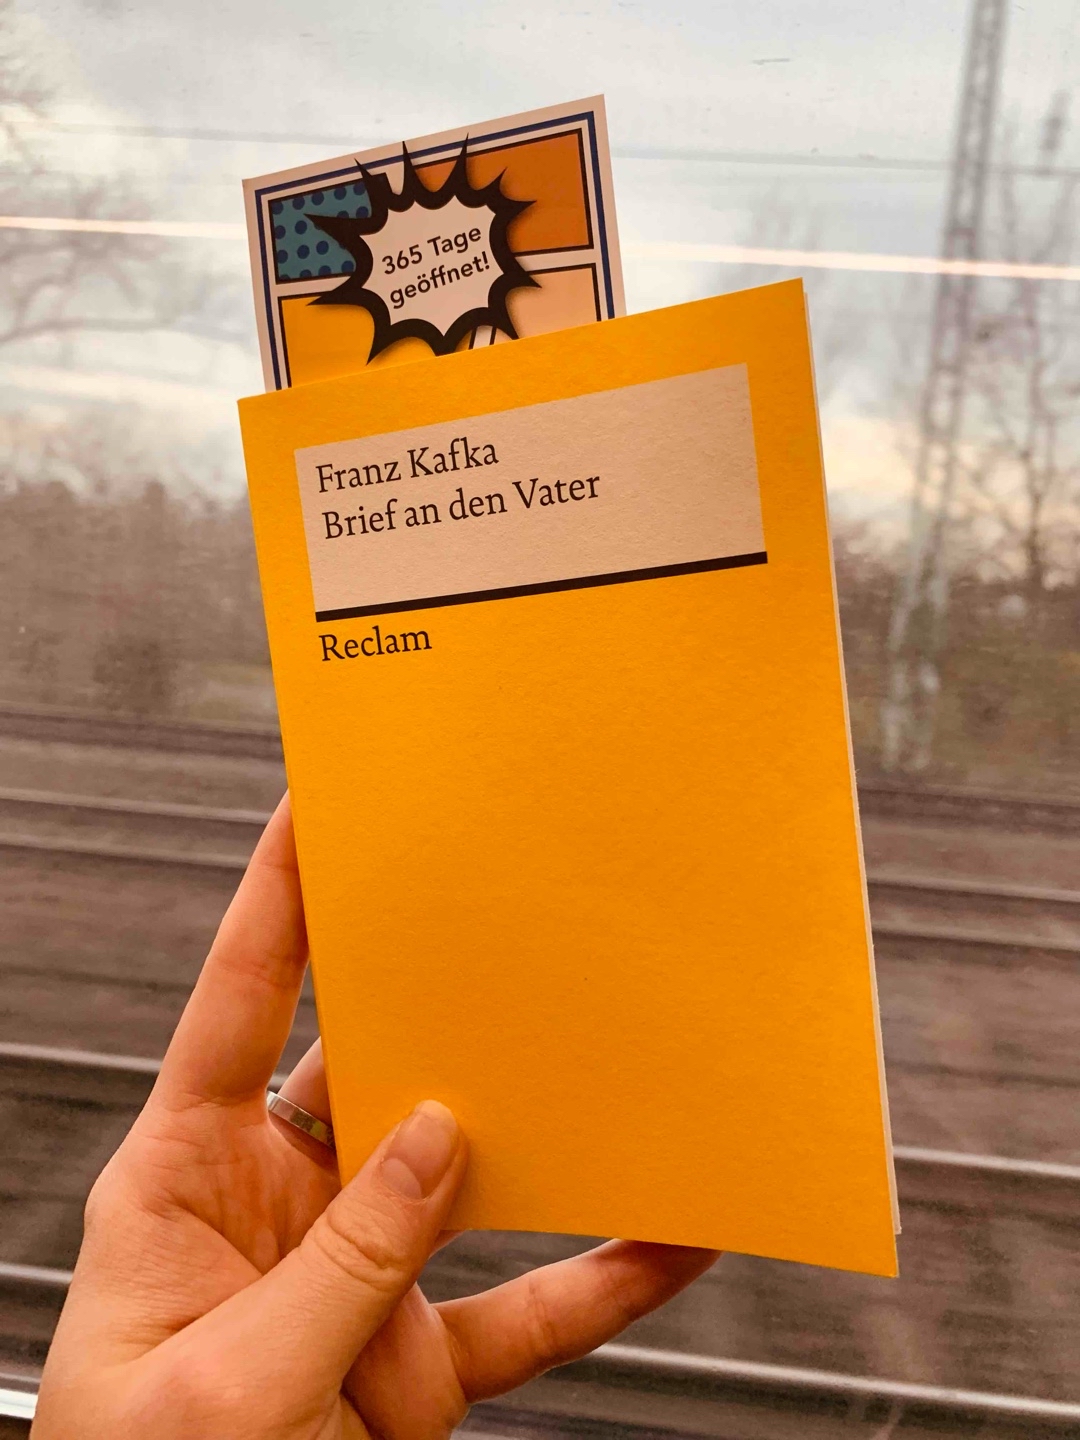 365 Tage
geöffnet!
Franz Kafka
Brief an den Vater
Reclam